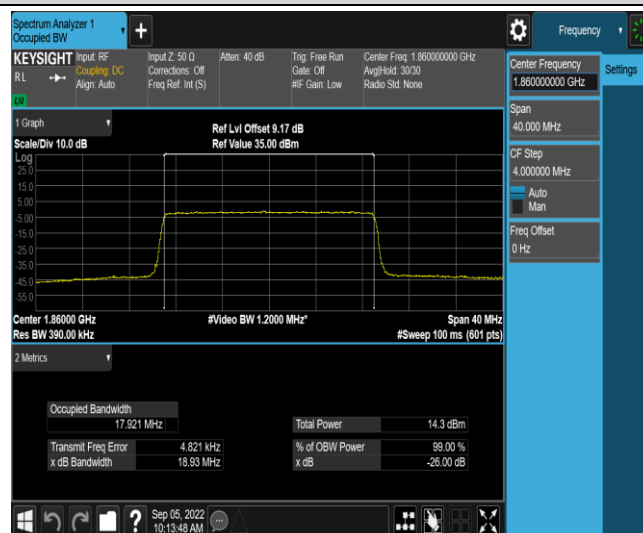 Spectrum Analyzer 1
Occupied BW
+
Frequency
KEYSIGHT
RL
LXI
Input: RF
Coupling: DC
Align: Auto
Input Z: 50 Ω
Corrections: Off
Freq Ref: Int (S)
Atten: 40 dB
Trig: Free Run
Gate: Off
#IF Gain: Low
Center Freq: 1.860000000 GHz
Avg|Hold: 30/30
Radio Std: None
Center Frequency
1.860000000 GHz
Settings
Span
40.000 MHz
CF Step
4.000000 MHz
Auto
Man
Freq Offset
0 Hz
1 Graph
Scale/Div 10.0 dB
Ref Lvl Offset 9.17 dB
Ref Value 35.00 dBm
Log
25.0
15.0
5.00
-5.00
-15.0
-25.0
-35.0
-45.0
-55.0
Center 1.86000 GHz
#Video BW 1.2000 MHz*
Span 40 MHz
Res BW 390.00 kHz
#Sweep 100 ms (601 pts)
2 Metrics
Occupied Bandwidth
17.921 MHz
Total Power 14.3 dBm
Transmit Freq Error 4.821 kHz
% of OBW Power 99.00 %
x dB Bandwidth 18.93 MHz
x dB -26.00 dB
?
Sep 05, 2022
10:13:48 AM